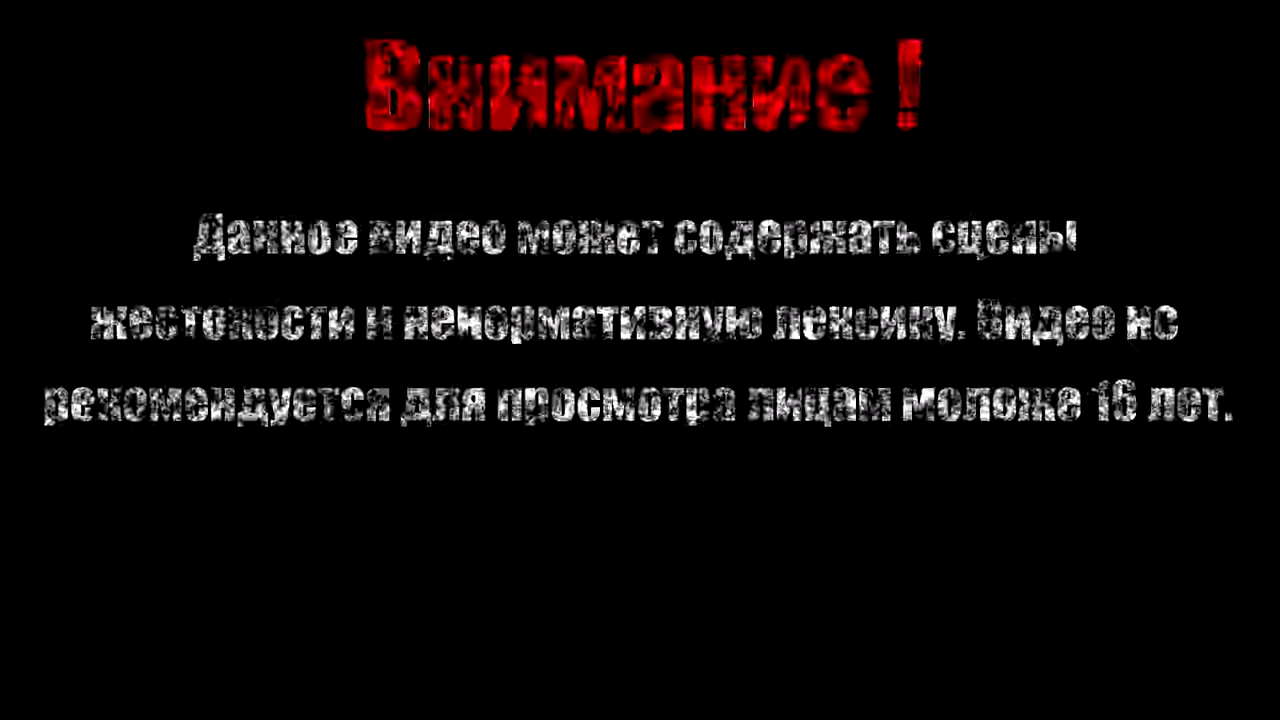 Внимание !
Данное видео может содержать сцены
жестокости и ненормативную лексику. Видео не
рекомендуется для просмотра лицам моложе 16 лет.